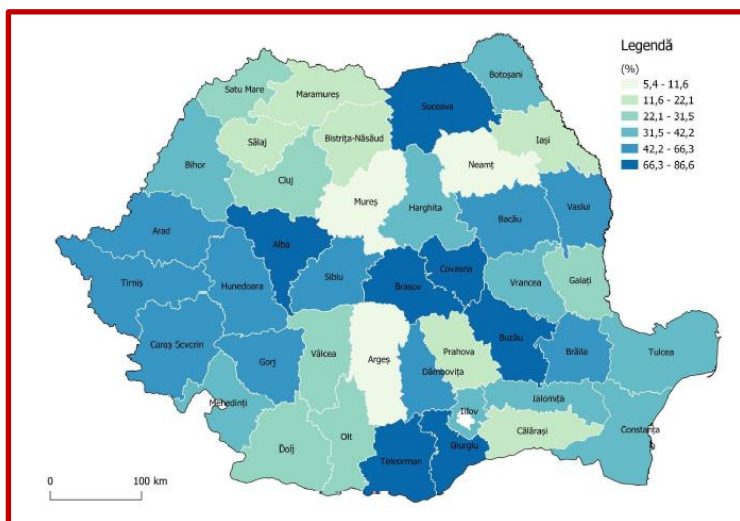 Legendă
(%)
5,4 - 11,6
11,6 - 22,1
22,1 - 31,5
31,5 - 42,2
42,2 - 66,3
66,3 - 86,6
Botoșani
Satu Mare
Maramureș
Suceava
Sălaj
Bistrița-Năsăud
Iași
Bihor
Cluj
Neamț
Mureș
Harghita
Bacău
Vaslui
Arad
Alba
Timiș
Hunedoara
Sibiu
Brașov
Covasna
Vrancea
Galați
Caraș Severin
Gorj
Vâlcea
Argeș
Prahova
Dâmbovița
Buzău
Brăila
Tulcea
Mehedinți
Ilfov
Ialomița
Călărași
Constanța
Dolj
Olt
Teleorman
Giurgiu
0 100 km